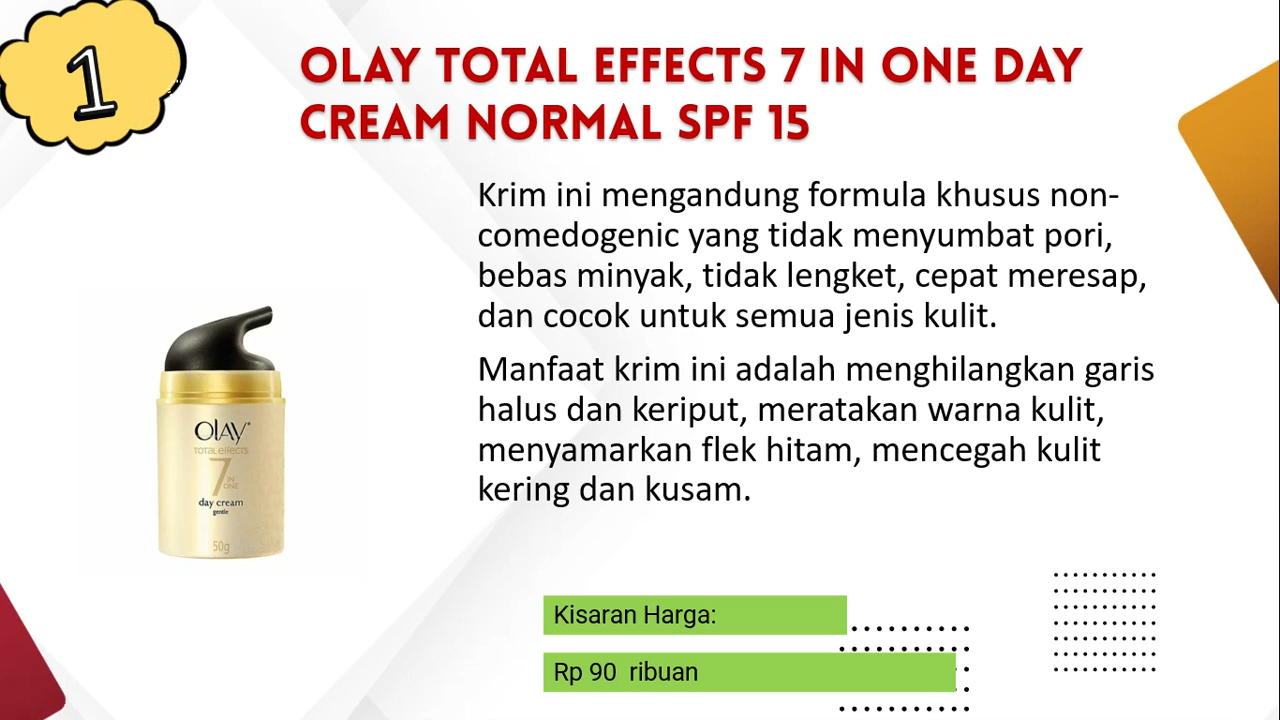 1
OLAY TOTAL EFFECTS 7 IN ONE DAY
CREAM NORMAL SPF 15
Krim ini mengandung formula khusus non-
comedogenic yang tidak menyumbat pori,
bebas minyak, tidak lengket, cepat meresap,
dan cocok untuk semua jenis kulit.
Manfaat krim ini adalah menghilangkan garis
halus dan keriput, meratakan warna kulit,
menyamarkan flek hitam, mencegah kulit
kering dan kusam.
OLAY®
TOTAL effects
7 IN
ONE
day cream
gentle
50g
Kisaran Harga:
Rp 90  ribuan